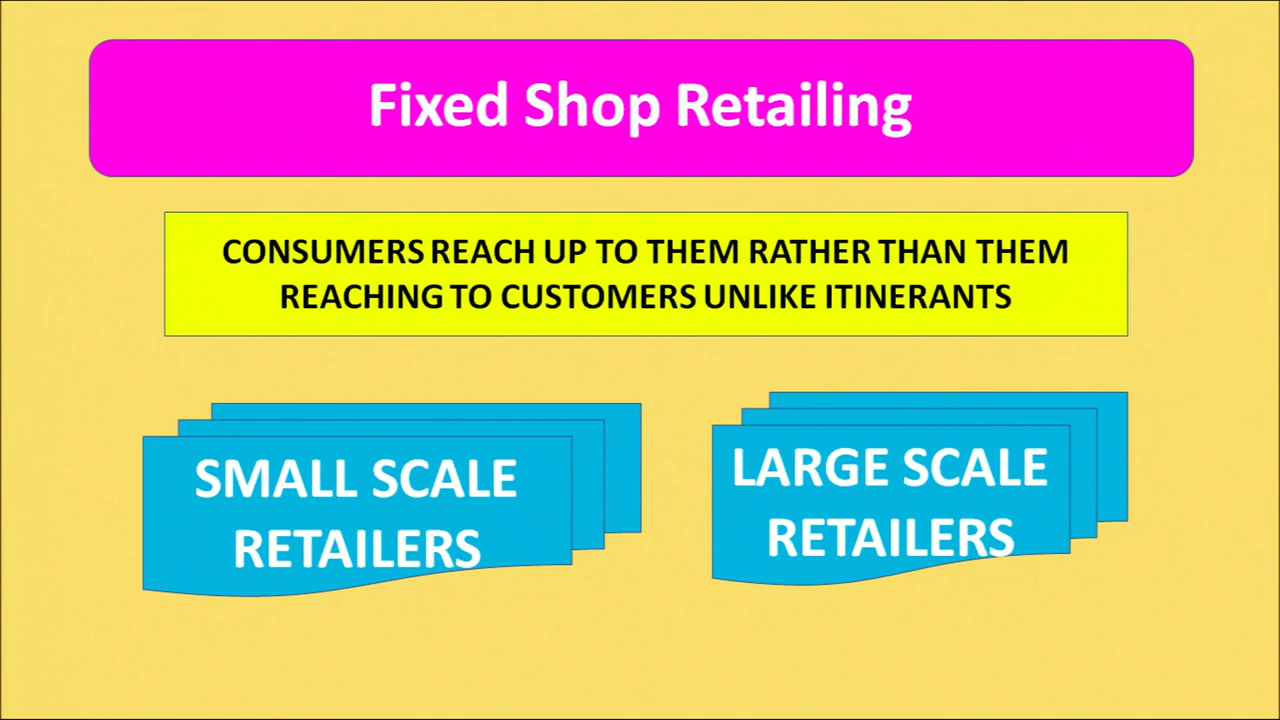 Fixed Shop Retailing
CONSUMERS REACH UP TO THEM RATHER THAN THEM
REACHING TO CUSTOMERS UNLIKE ITINERANTS
SMALL SCALE
RETAILERS
LARGE SCALE
RETAILERS